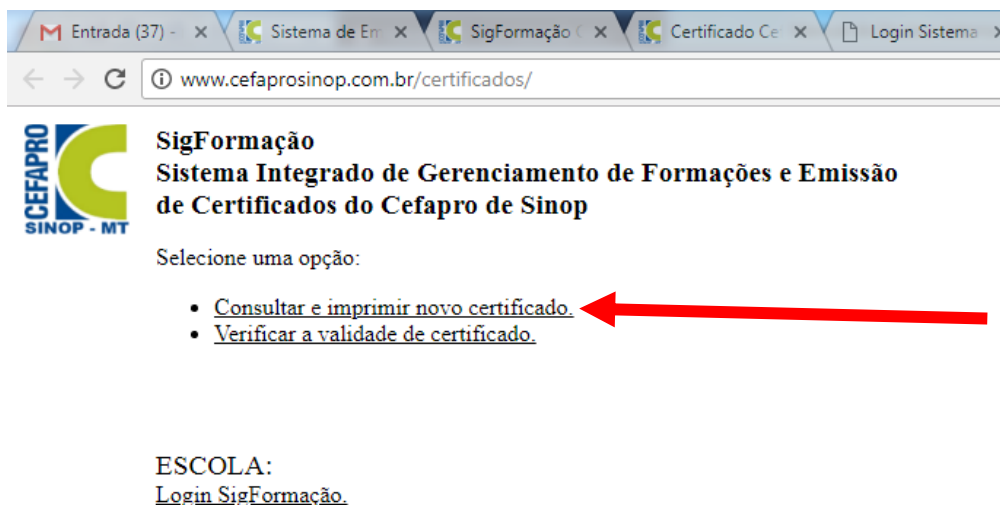 Entrada (37) -
Sistema de Em
SigFormação (
Certificado Ce
Login Sistema
www.cefaprosinop.com.br/certificados/
CEFAPRO
SINOP - MT
SigFormação
Sistema Integrado de Gerenciamento de Formações e Emissão
de Certificados do Cefapro de Sinop
Selecione uma opção:
Consultar e imprimir novo certificado.
Verificar a validade de certificado.
ESCOLA:
Login SigFormação.